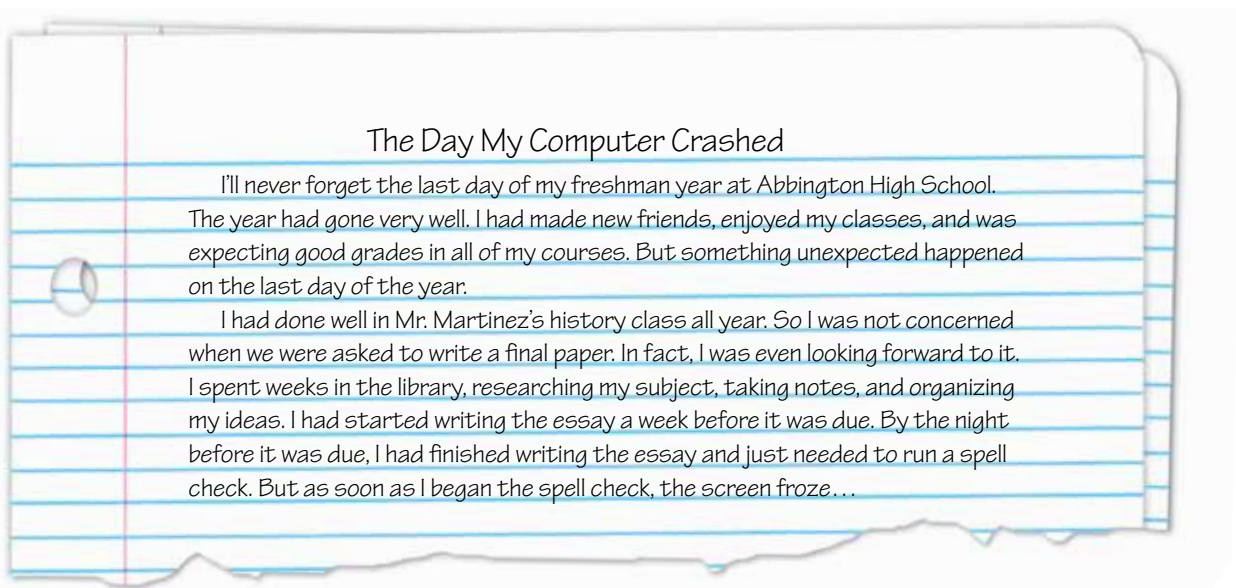 The Day My Computer Crashed
I'll never forget the last day of my freshman year at Abbington High School.
The year had gone very well. I had made new friends, enjoyed my classes, and was
expecting good grades in all of my courses. But something unexpected happened
on the last day of the year.
I had done well in Mr. Martinez's history class all year. So I was not concerned
when we were asked to write a final paper. In fact, I was even looking forward to it.
I spent weeks in the library, researching my subject, taking notes, and organizing
my ideas. I had started writing the essay a week before it was due. By the night
before it was due, I had finished writing the essay and just needed to run a spell
check. But as soon as I began the spell check, the screen froze…